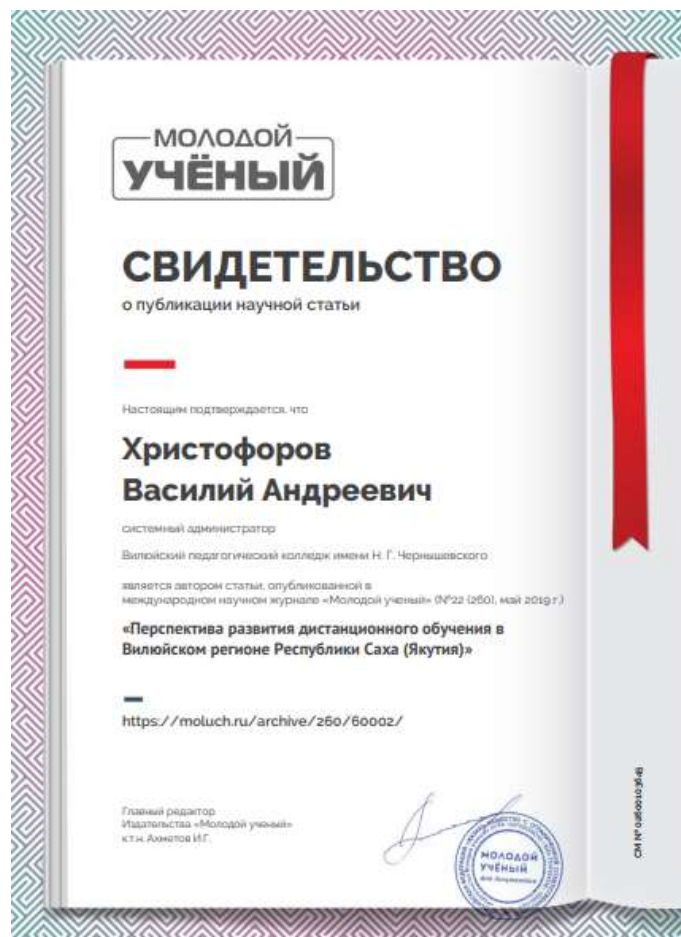 МОЛОДОЙ
УЧЁНЫЙ
СВИДЕТЕЛЬСТВО
о публикации научной статьи
Настоящим подтверждается, что
Христофоров
Василий Андреевич
системный администратор
Вилюйский педагогический колледж имени Н. Г. Чернышевского
является автором статьи, опубликованной в
международном научном журнале «Молодой ученый» (№22 (260), май 2019 г.)
«Перспектива развития дистанционного обучения в
Вилюйском регионе Республики Саха (Якутия)»
https://moluch.ru/archive/260/60002/
Главный редактор
Издательства «Молодой ученый»
к.т.н. Ахметов И.Г.
МОЛОДОЙ
УЧЁНЫЙ